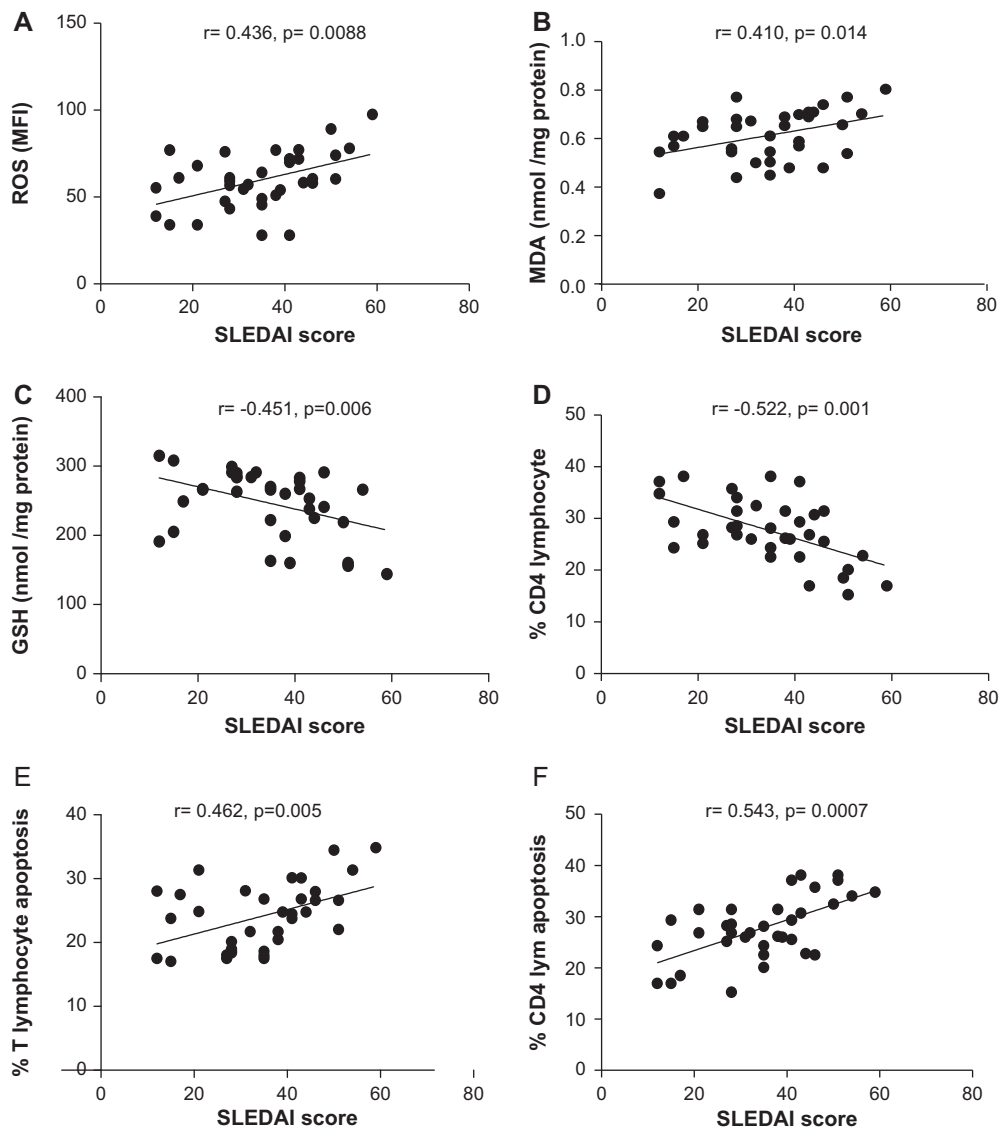 A
r= 0.436, p= 0.0088
ROS (MFI)
150
100
50
0
0 20 40 60 80
SLEDAI score
B
r= 0.410, p= 0.014
MDA (nmol /mg protein)
1.0
0.8
0.6
0.4
0.2
0.0
0 20 40 60 80
SLEDAI score
C
r= -0.451, p=0.006
GSH (nmol /mg protein)
400
300
200
100
0
0 20 40 60 80
SLEDAI score
D
r= -0.522, p= 0.001
% CD4 lymphocyte
50
40
30
20
10
0
0 20 40 60 80
SLEDAI score
E
r= 0.462, p=0.005
% T lymphocyte apoptosis
40
30
20
10
0
0 20 40 60 80
SLEDAI score
F
r= 0.543, p= 0.0007
% CD4 lym apoptosis
50
40
30
20
10
0
0 20 40 60 80
SLEDAI score